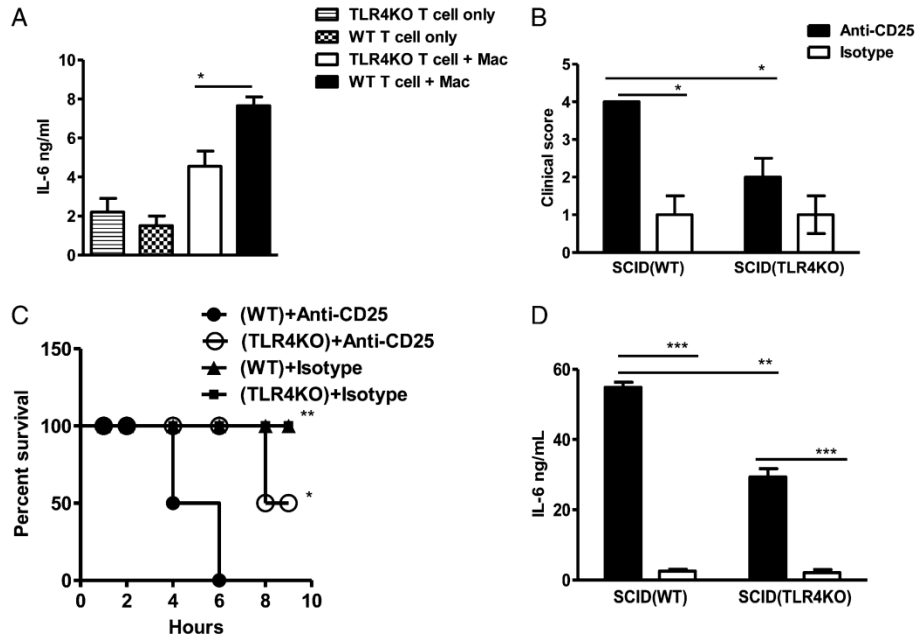 A
TLR4KO T cell only
WT T cell only
TLR4KO T cell + Mac
WT T cell + Mac
*
IL-6 ng/ml
10
8
6
4
2
0
B
Anti-CD25
Isotype
*
*
Clinical score
5
4
3
2
1
0
SCID(WT) SCID(TLR4KO)
C
(WT)+Anti-CD25
(TLR4KO)+Anti-CD25
(WT)+Isotype
(TLR4KO)+Isotype
**
*
Percent survival
150
100
50
0
0 2 4 6 8 10
Hours
D
***
**
***
IL-6 ng/mL
60
40
20
0
SCID(WT) SCID(TLR4KO)